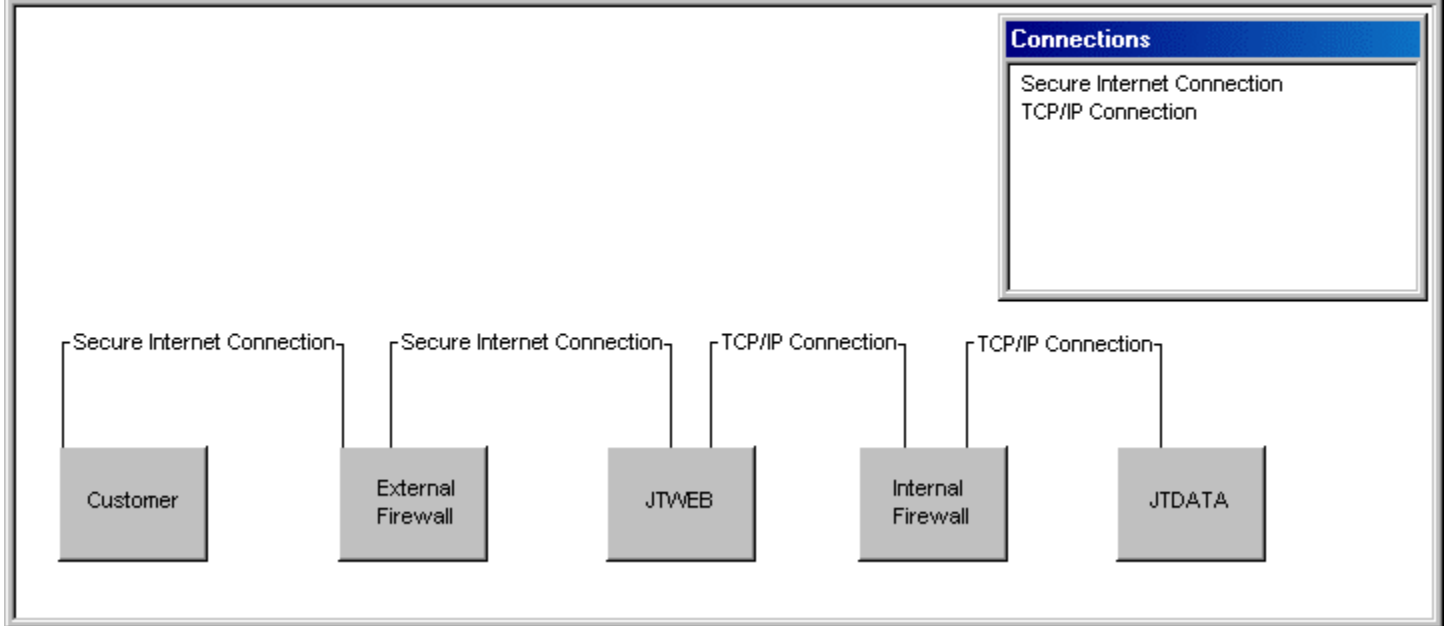 Connections
Secure Internet Connection
TCP/IP Connection
Secure Internet Connection
Secure Internet Connection
TCP/IP Connection
TCP/IP Connection
Customer
External
Firewall
JTWEB
Internal
Firewall
JTDATA